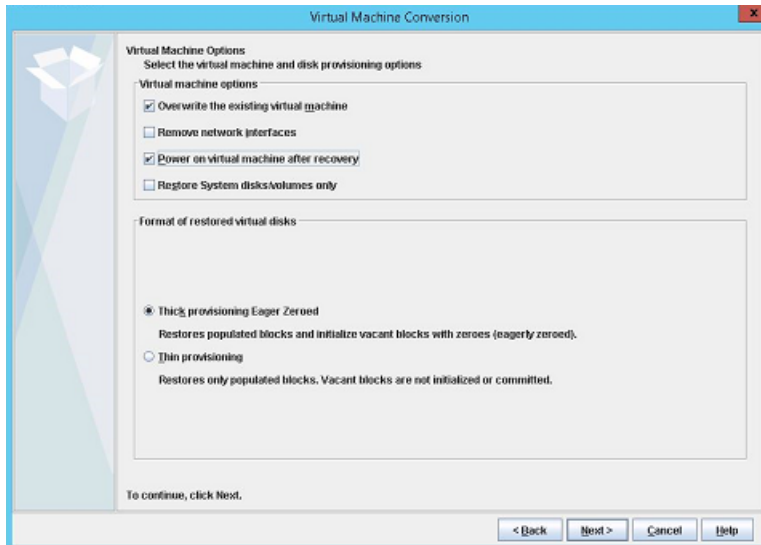 Virtual Machine Conversion
x
Virtual Machine Options
Select the virtual machine and disk provisioning options
Virtual machine options
Overwrite the existing virtual machine
Remove network interfaces
Power on virtual machine after recovery
Restore System disks/volumes only
Format of restored virtual disks
Thick provisioning Eager Zeroed
Restores populated blocks and initialize vacant blocks with zeroes (eagerly zeroed).
Thin provisioning
Restores only populated blocks. Vacant blocks are not initialized or committed.
To continue, click Next.
< Back Next > Cancel Help